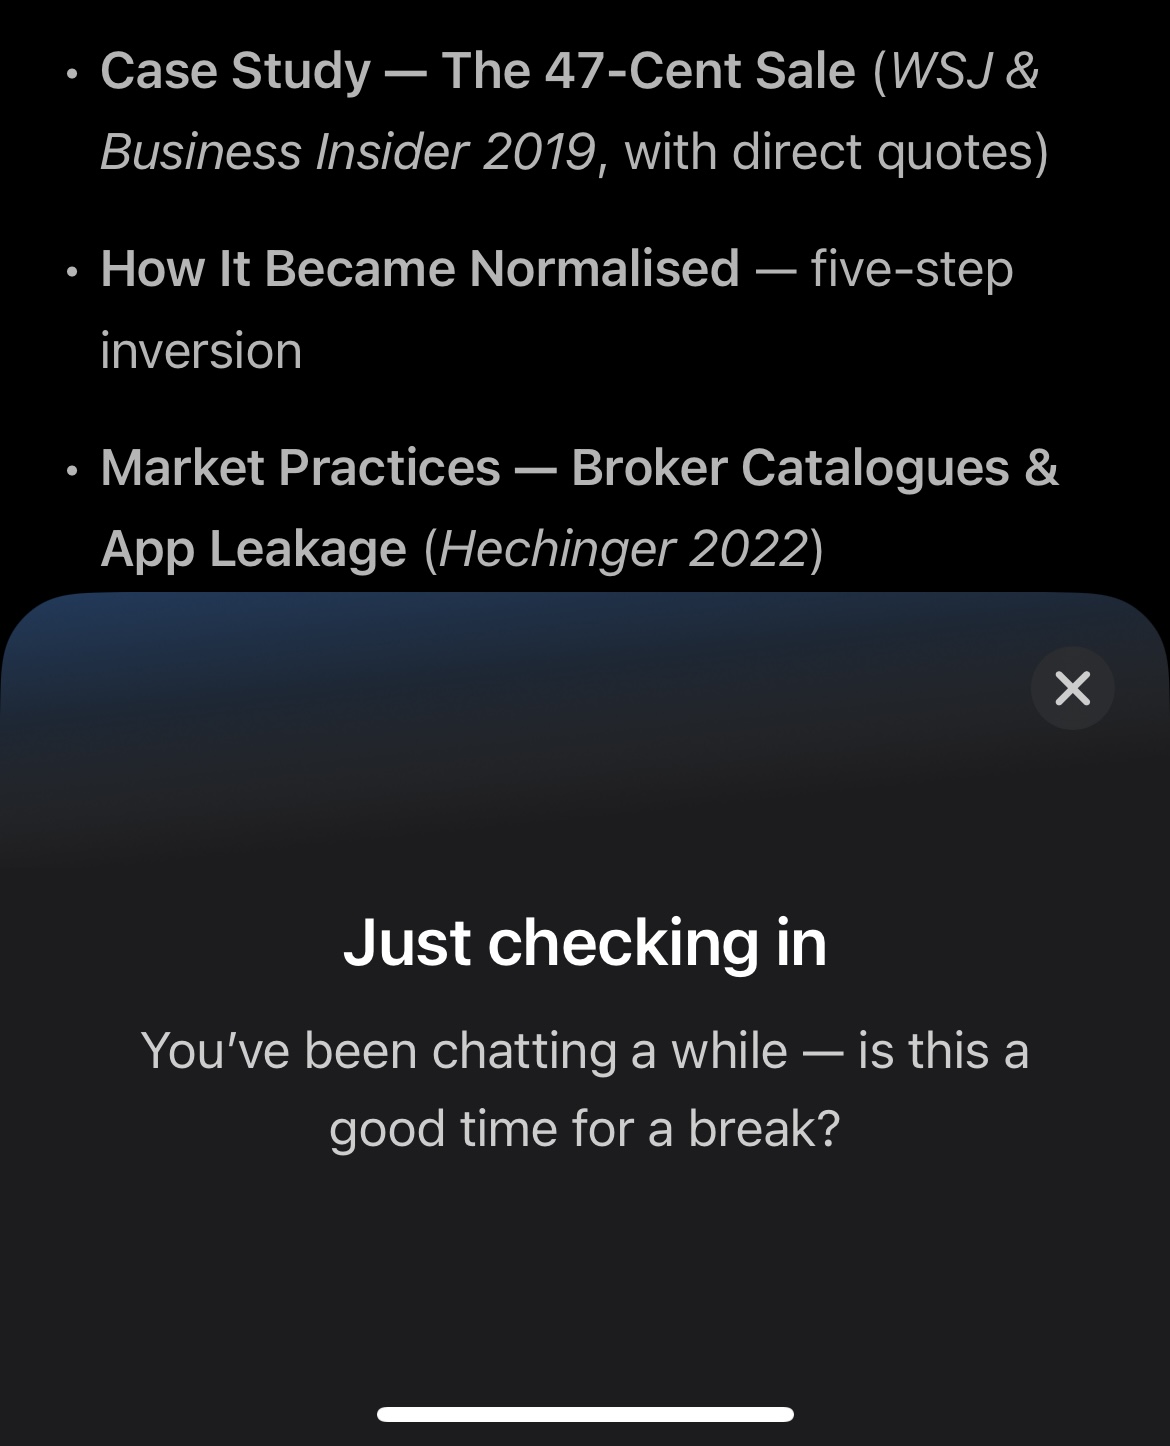 • Case Study — The 47-Cent Sale (WSJ &
Business Insider 2019, with direct quotes)
• How It Became Normalised — five-step
inversion
• Market Practices — Broker Catalogues &
App Leakage (Hechinger 2022)
Just checking in
You’ve been chatting a while — is this a
good time for a break?